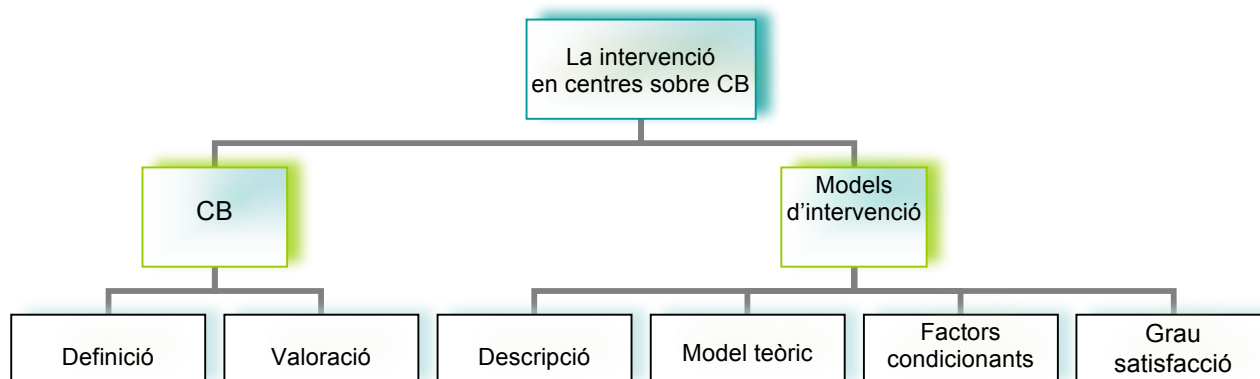 La intervenció
en centres sobre CB
CB
Models
d’intervenció
Definició
Valoració
Descripció
Model teòric
Factors
condicionants
Grau
satisfacció